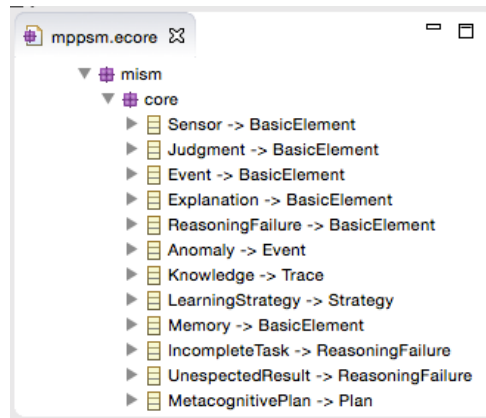 mppsm.ecore
mism
core
Sensor -> BasicElement
Judgment -> BasicElement
Event -> BasicElement
Explanation -> BasicElement
ReasoningFailure -> BasicElement
Anomaly -> Event
Knowledge -> Trace
LearningStrategy -> Strategy
Memory -> BasicElement
IncompleteTask -> ReasoningFailure
UnespectedResult -> ReasoningFailure
MetacognitivePlan -> Plan